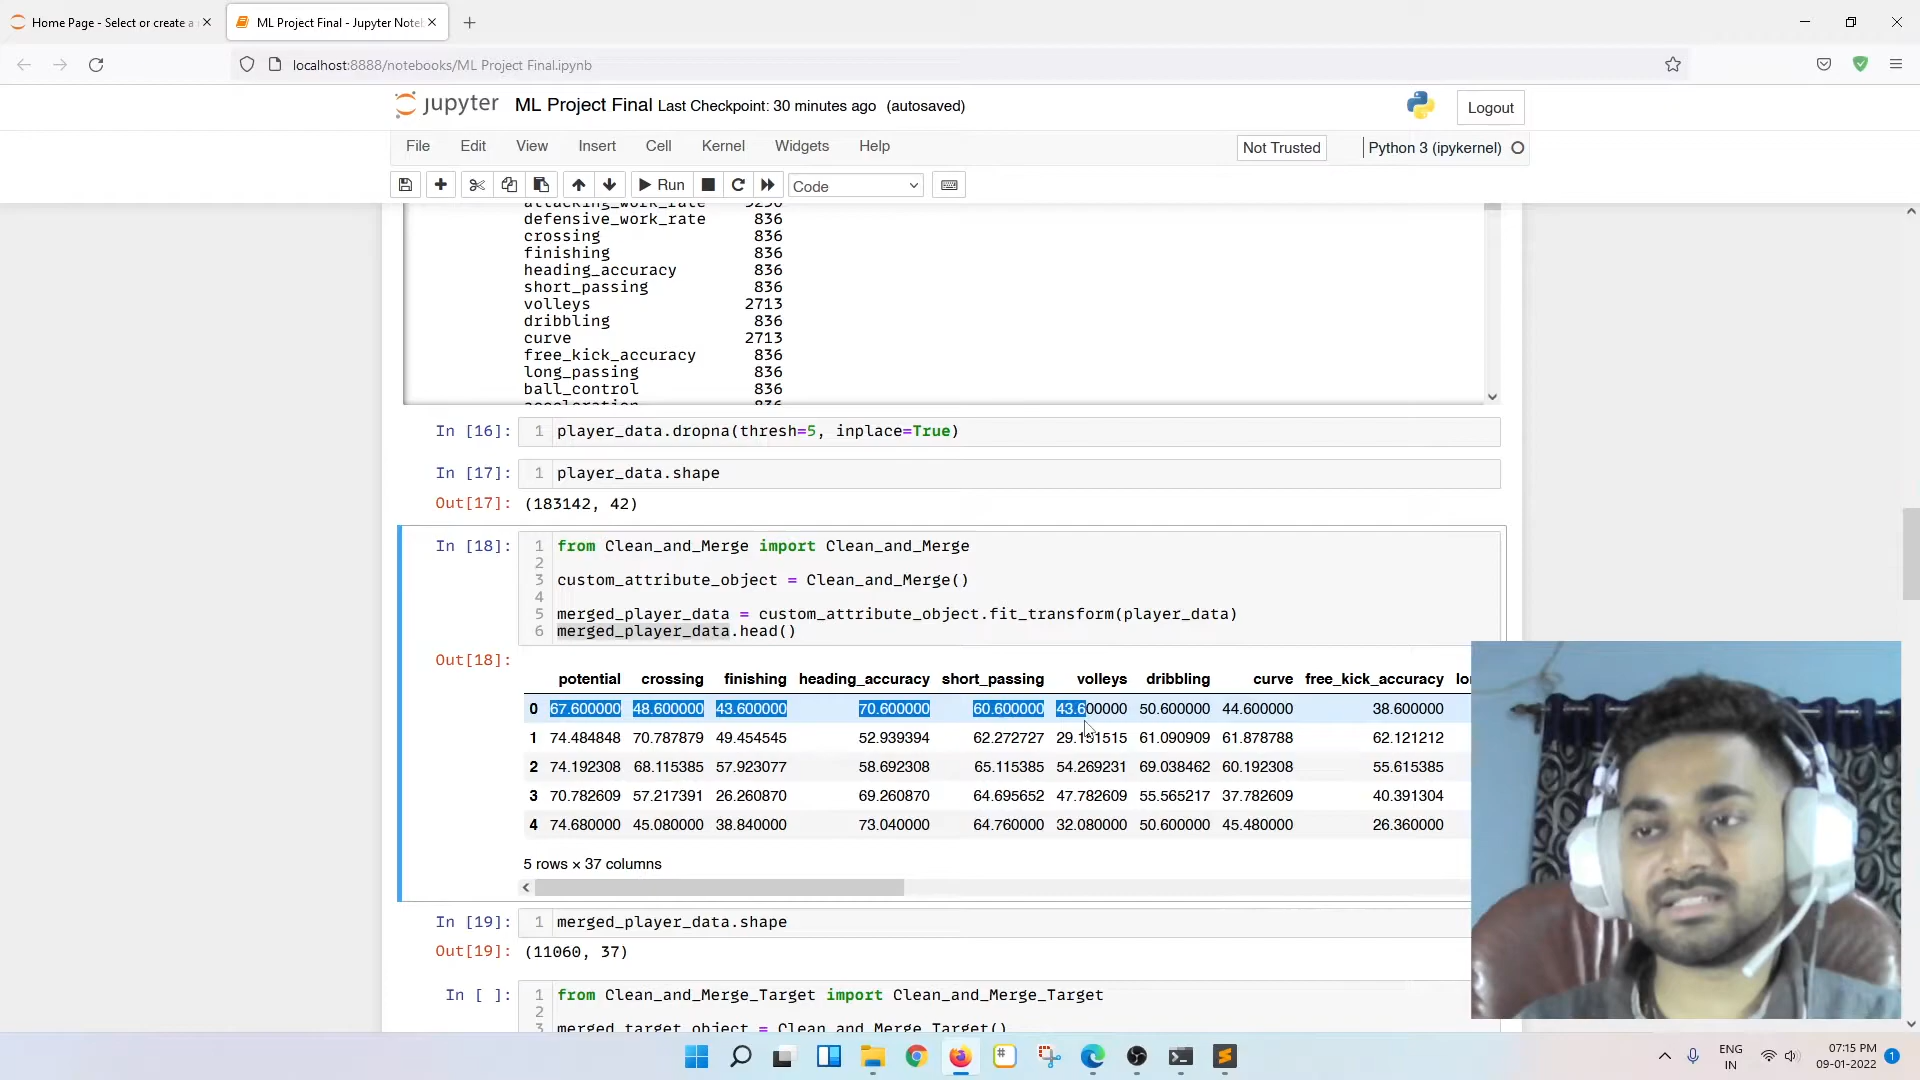 Home Page - Select or create a
ML Project Final - Jupyter Note
localhost:8888/notebooks/ML Project Final.ipynb
jupyter ML Project Final Last Checkpoint: 30 minutes ago (autosaved)
Logout
File Edit View Insert Cell Kernel Widgets Help
Not Trusted
Python 3 (ipykernel)
Run
Code
attacking_work_rate
defensive_work_rate 836
crossing 836
finishing 836
heading_accuracy 836
short_passing 836
volleys 2713
dribbling 836
curve 2713
free_kick_accuracy 836
long_passing 836
ball_control 836
acceleration 836
In [16]: 1 player_data.dropna(thresh=5, inplace=True)
In [17]: 1 player_data.shape
Out[17]: (183142, 42)
In [18]: 1 from Clean_and_Merge import Clean_and_Merge
2
3 custom_attribute_object = Clean_and_Merge()
4
5 merged_player_data = custom_attribute_object.fit_transform(player_data)
6 merged_player_data.head()
Out[18]:
potential crossing finishing heading_accuracy short_passing volleys dribbling curve free_kick_accuracy lo
0 67.600000 48.600000 43.600000 70.600000 60.600000 43.600000 50.600000 44.600000 38.600000
1 74.484848 70.787879 49.454545 52.939394 62.272727 29.151515 61.090909 61.878788 62.121212
2 74.192308 68.115385 57.923077 58.692308 65.115385 54.269231 69.038462 60.192308 55.615385
3 70.782609 57.217391 26.260870 69.260870 64.695652 47.782609 55.565217 37.782609 40.391304
4 74.680000 45.080000 38.840000 73.040000 64.760000 32.080000 50.600000 45.480000 26.360000
5 rows × 37 columns
In [19]: 1 merged_player_data.shape
Out[19]: (11060, 37)
In [ ]: 1 from Clean_and_Merge_Target import Clean_and_Merge_Target
2
3 merged_target_object = Clean_and_Merge_Target()
ENG
IN
07:15 PM
09-01-2022
1